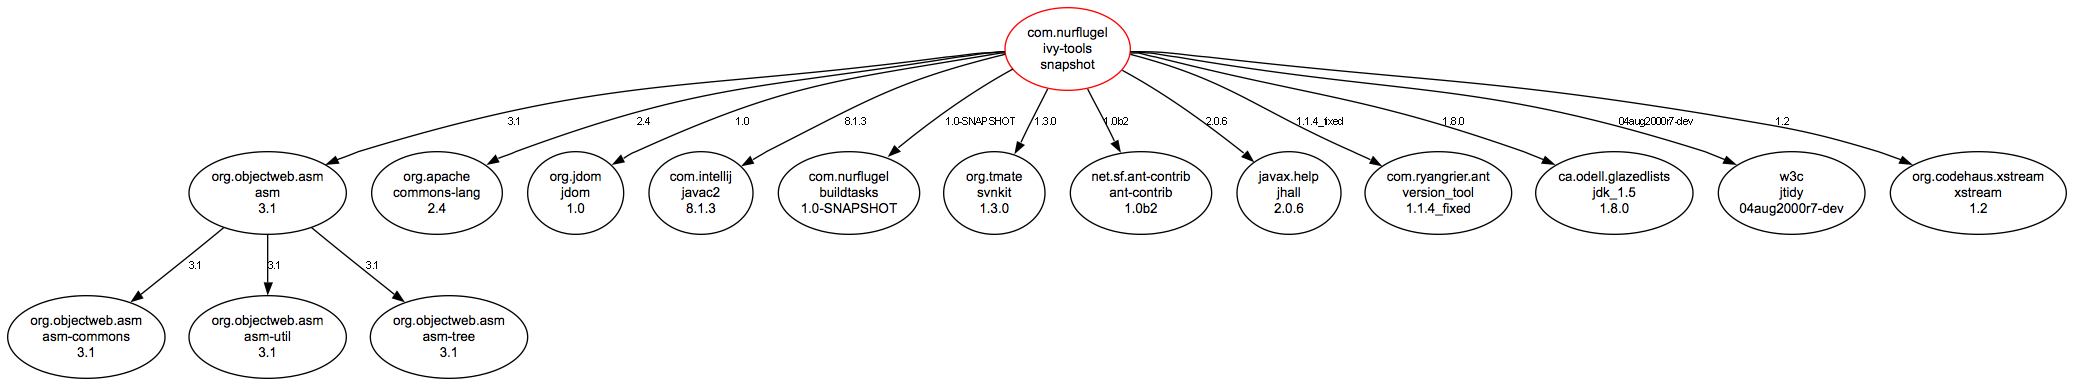 com.nurflugel
ivy-tools
snapshot
3.1
2.4
1.0
8.1.3
1.0-SNAPSHOT
1.3.0
1.0b2
2.0.6
1.1.4_fixed
1.8.0
04aug2000r7-dev
1.2
org.objectweb.asm
asm
3.1
org.apache
commons-lang
2.4
org.jdom
jdom
1.0
com.intellij
javac2
8.1.3
com.nurflugel
buildtasks
1.0-SNAPSHOT
org.tmate
svnkit
1.3.0
net.sf.ant-contrib
ant-contrib
1.0b2
javax.help
jhall
2.0.6
com.ryangrier.ant
version_tool
1.1.4_fixed
ca.odell.glazedlists
jdk_1.5
1.8.0
w3c
jtidy
04aug2000r7-dev
org.codehaus.xstream
xstream
1.2
3.1
3.1
3.1
org.objectweb.asm
asm-commons
3.1
org.objectweb.asm
asm-util
3.1
org.objectweb.asm
asm-tree
3.1